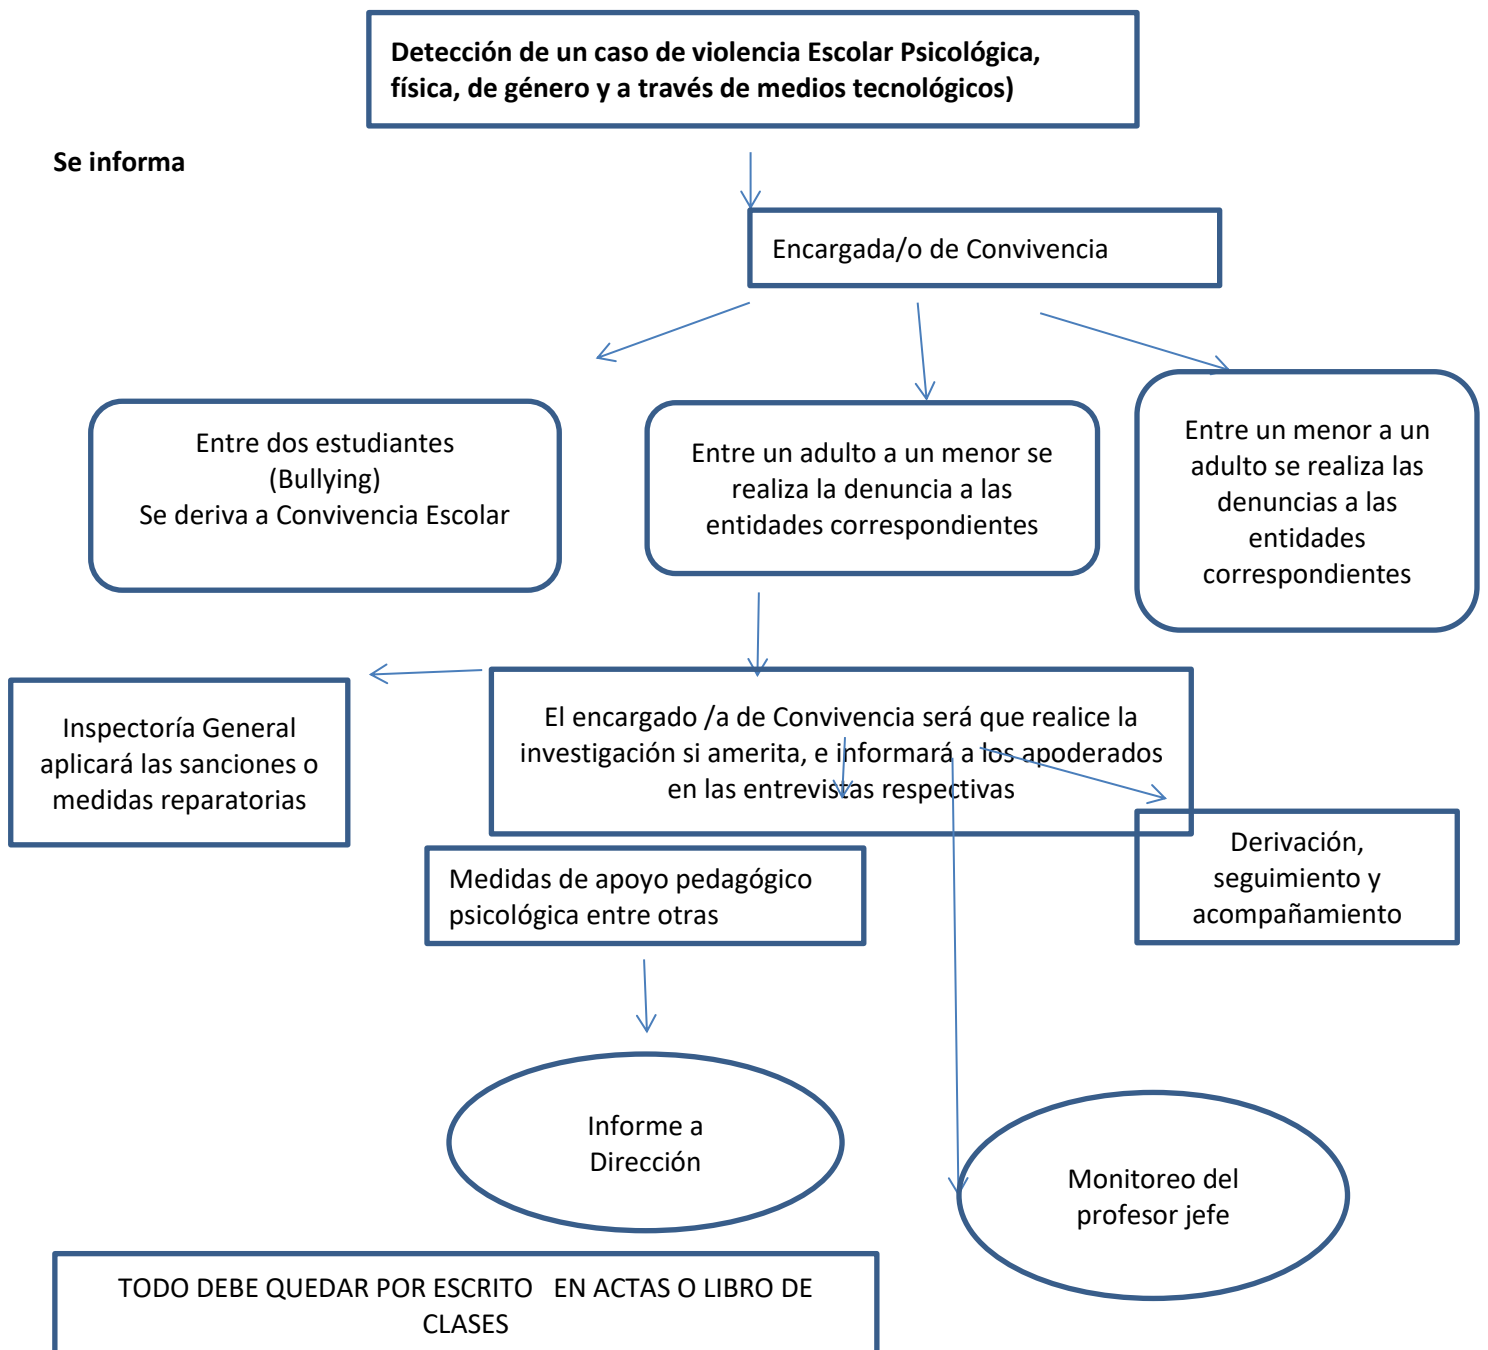 Detección de un caso de violencia Escolar Psicológica,
física, de género y a través de medios tecnológicos)
Se informa
Encargada/o de Convivencia
Entre dos estudiantes
(Bullying)
Se deriva a Convivencia Escolar
Entre un adulto a un menor se
realiza la denuncia a las
entidades correspondientes
Entre un menor a un
adulto se realiza las
denuncias a las
entidades
correspondientes
Inspectoría General
aplicará las sanciones o
medidas reparatorias
El encargado /a de Convivencia será que realice la
investigación si amerita, e informará a los apoderados
en las entrevistas respectivas
Medidas de apoyo pedagógico
psicológica entre otras
Derivación,
seguimiento y
acompañamiento
Informe a
Dirección
Monitoreo del
profesor jefe
TODO DEBE QUEDAR POR ESCRITO   EN ACTAS O LIBRO DE
CLASES